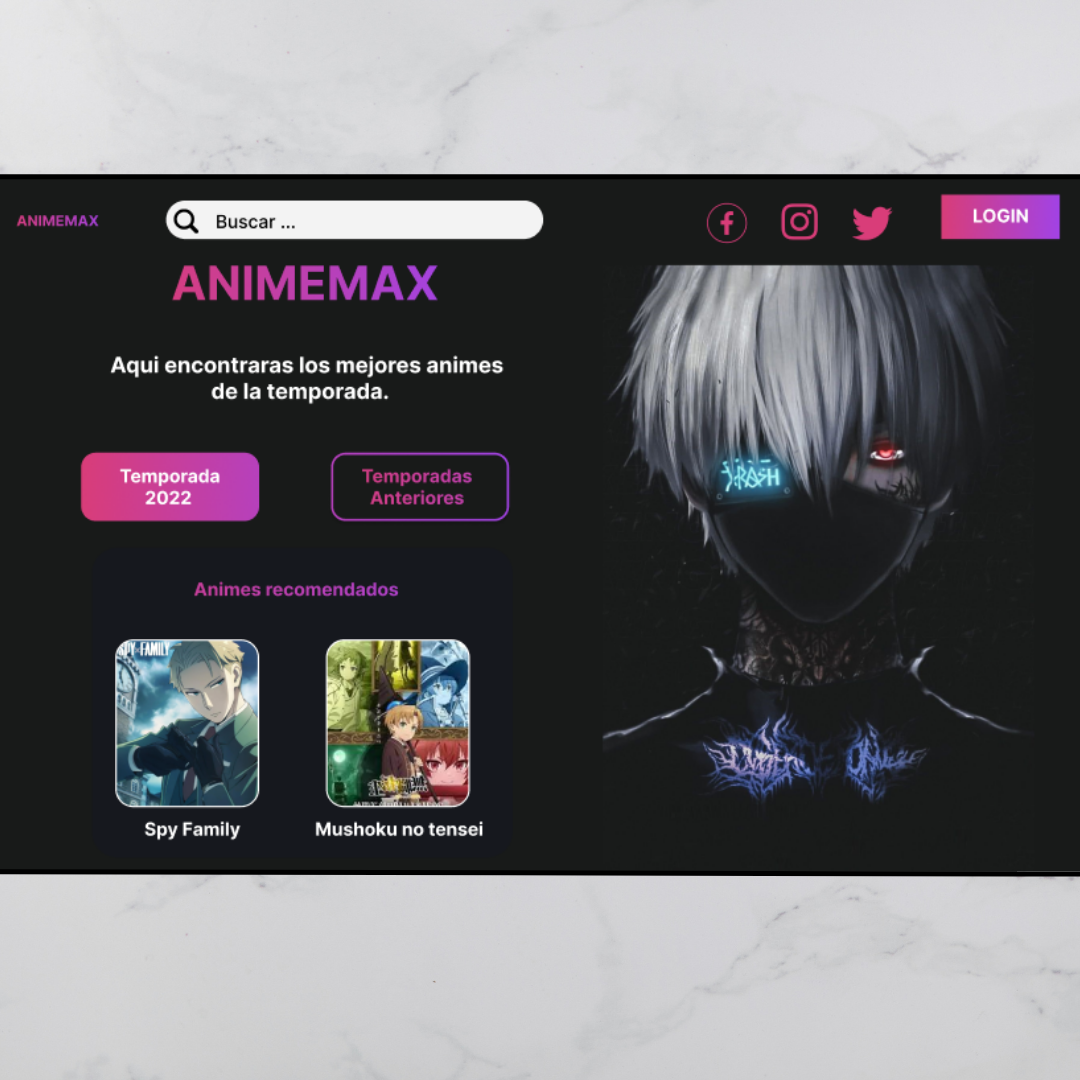 ANIMEMAX
Buscar ...
LOGIN
ANIMEMAX
Aqui encontraras los mejores animes
de la temporada.
Temporada
2022
Temporadas
Anteriores
Animes recomendados
SPY FAMILY
Spy Family
Mushoku no tensei